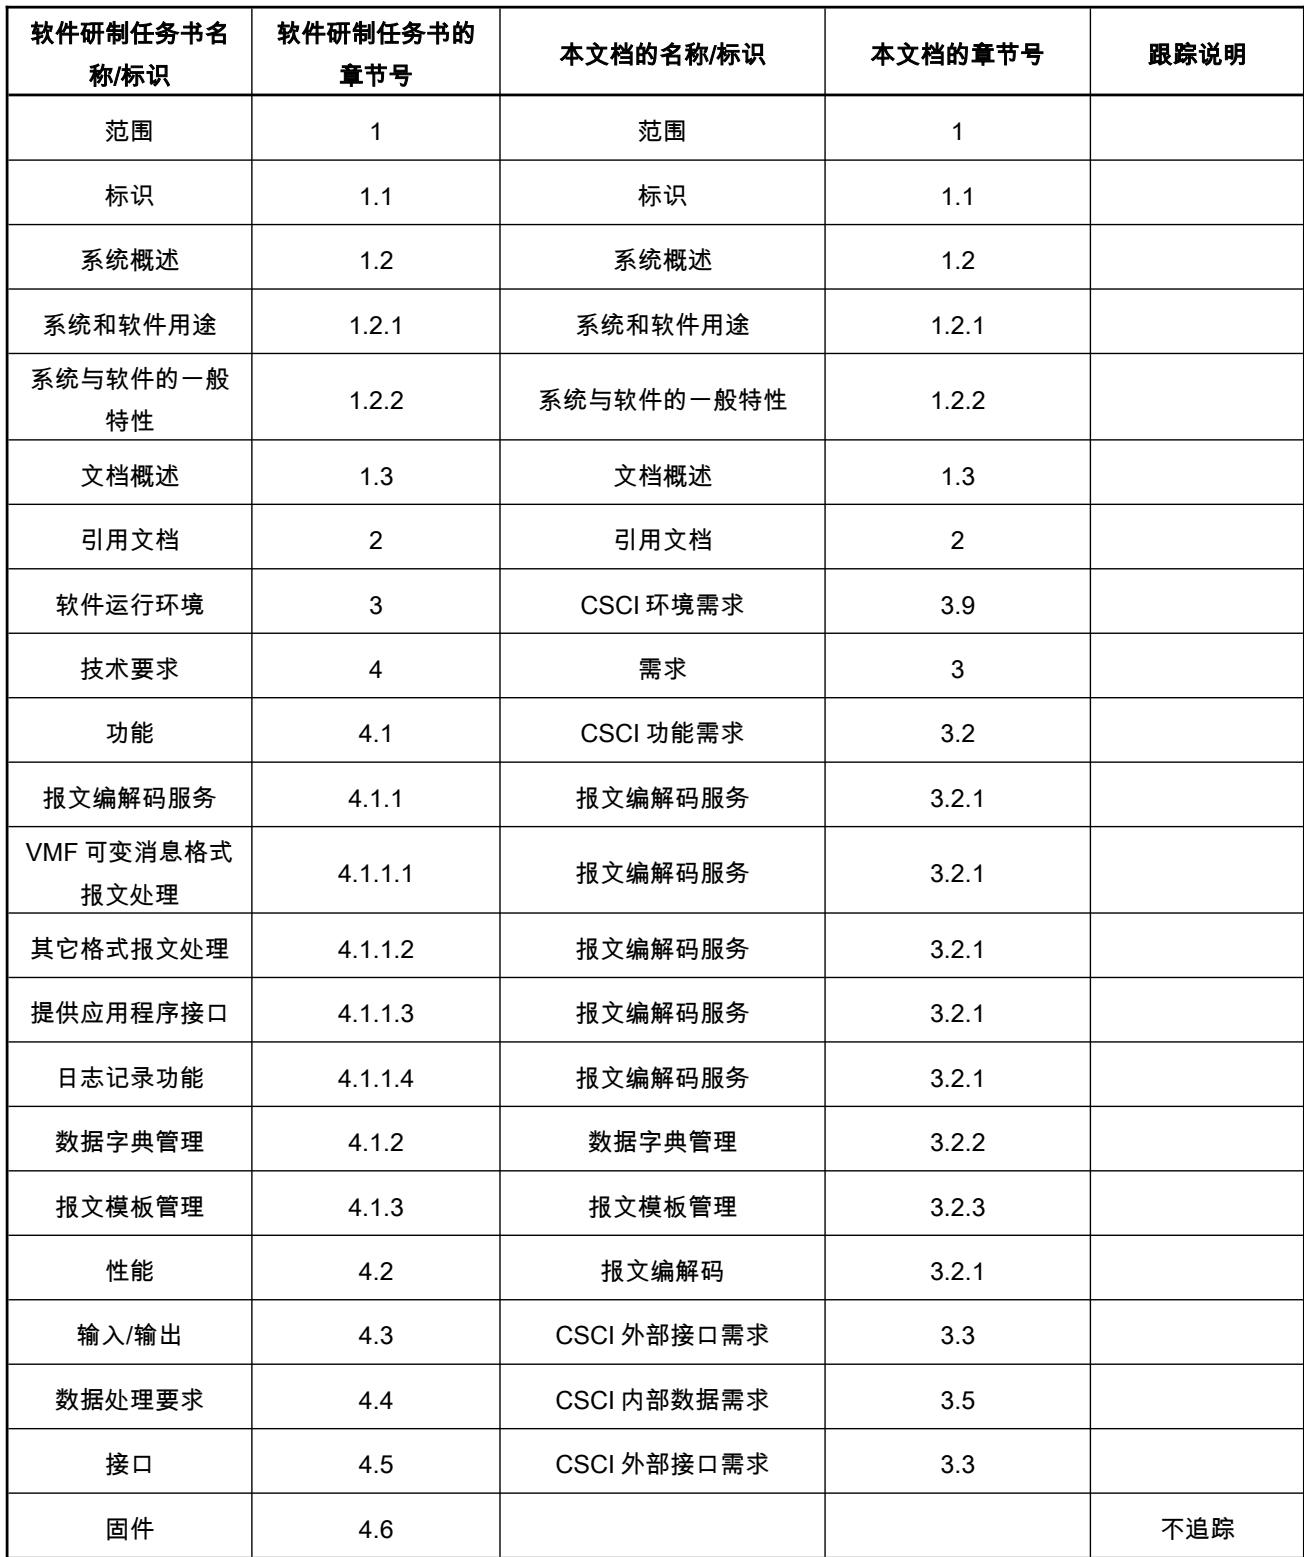 软件研制任务书名称/标识 软件研制任务书的章节号 本文档的名称/标识 本文档的章节号 跟踪说明
范围 1 范围 1
标识 1.1 标识 1.1
系统概述 1.2 系统概述 1.2
系统和软件用途 1.2.1 系统和软件用途 1.2.1
系统与软件的一般特性 1.2.2 系统与软件的一般特性 1.2.2
文档概述 1.3 文档概述 1.3
引用文档 2 引用文档 2
软件运行环境 3 CSCI 环境需求 3.9
技术要求 4 需求 3
功能 4.1 CSCI 功能需求 3.2
报文编解码服务 4.1.1 报文编解码服务 3.2.1
VMF 可变消息格式报文处理 4.1.1.1 报文编解码服务 3.2.1
其它格式报文处理 4.1.1.2 报文编解码服务 3.2.1
提供应用程序接口 4.1.1.3 报文编解码服务 3.2.1
日志记录功能 4.1.1.4 报文编解码服务 3.2.1
数据字典管理 4.1.2 数据字典管理 3.2.2
报文模板管理 4.1.3 报文模板管理 3.2.3
性能 4.2 报文编解码 3.2.1
输入/输出 4.3 CSCI 外部接口需求 3.3
数据处理要求 4.4 CSCI 内部数据需求 3.5
接口 4.5 CSCI 外部接口需求 3.3
固件 4.6 不追踪